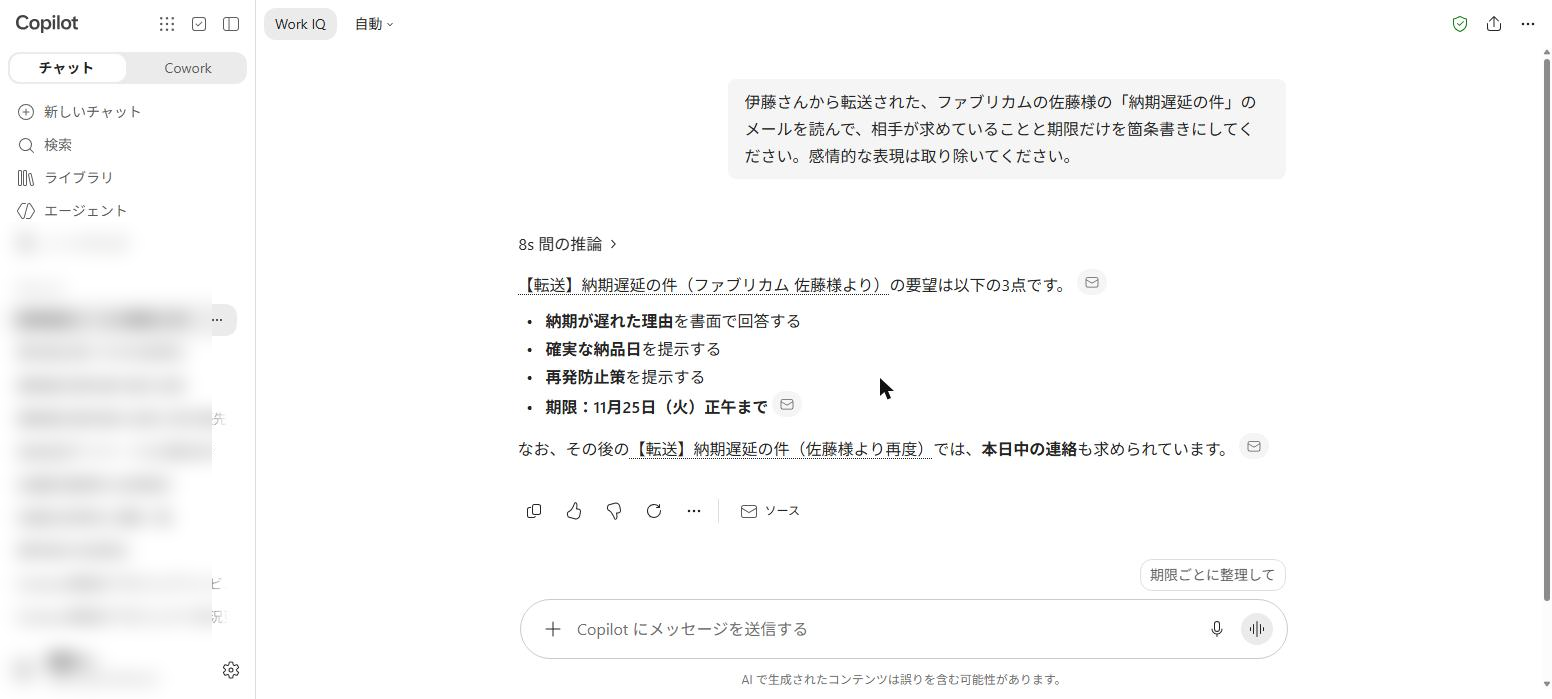 Copilot
チャット
Cowork
新しいチャット
検索
ライブラリ
エージェント
先
ビ
Work IQ
自動
伊藤さんから転送された、ファブリカムの佐藤様の「納期遅延の件」の
メールを読んで、相手が求めていることと期限だけを箇条書きにしてく
ださい。感情的な表現は取り除いてください。
8s 間の推論
【転送】納期遅延の件（ファブリカム 佐藤様より）の要望は以下の3点です。
• 納期が遅れた理由を書面で回答する
• 確実な納品日を提示する
• 再発防止策を提示する
• 期限：11月25日（火）正午まで
なお、その後の【転送】納期遅延の件（佐藤様より再度）では、本日中の連絡も求められています。
ソース
期限ごとに整理して
Copilot にメッセージを送信する
AI で生成されたコンテンツは誤りを含む可能性があります。